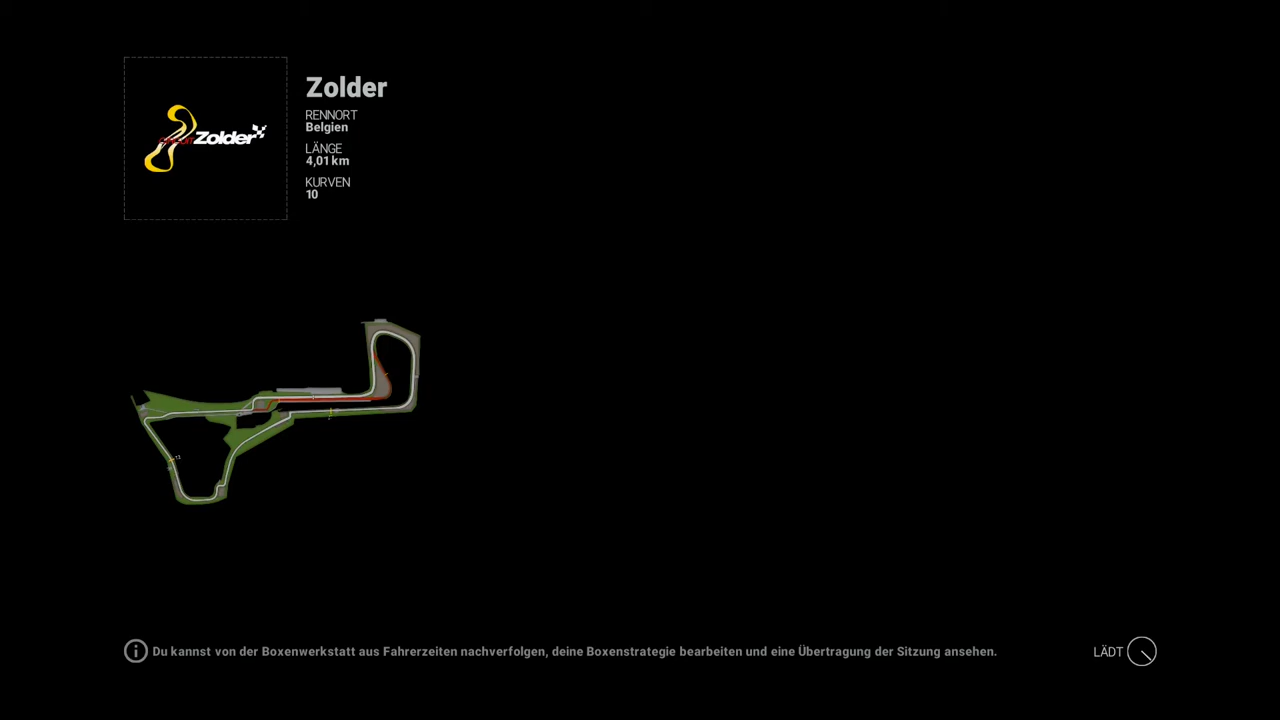 Zolder
RENNORT
Belgien
LÄNGE
4,01 km
KURVEN
10
CIRCUIT Zolder
Du kannst von der Boxenwerkstatt aus Fahrerzeiten nachverfolgen, deine Boxenstrategie bearbeiten und eine Übertragung der Sitzung ansehen.
LÄDT